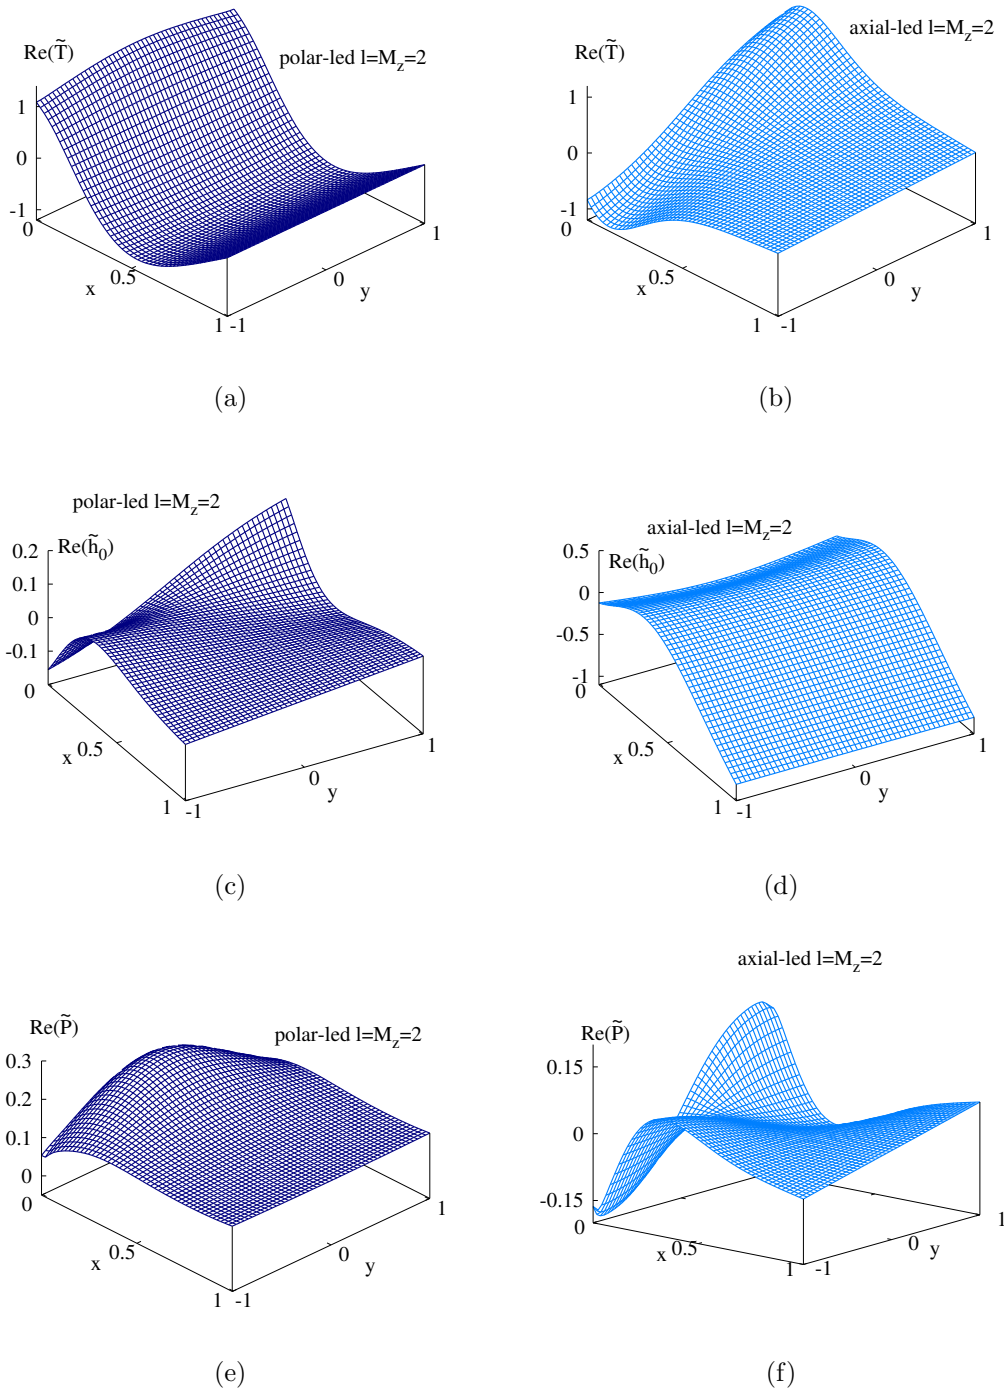 Re(T̃)
polar-led l=M_z=2
1
0
-1
0
0.5
x
1
-1
0
y
1
(a)
Re(T̃)
axial-led l=M_z=2
1
0
-1
0
0.5
x
1
-1
0
y
1
(b)
polar-led l=M_z=2
Re(h̃_0)
0.2
0.1
0
-0.1
0
x
0.5
1
-1
0
y
1
(c)
axial-led l=M_z=2
Re(h̃_0)
0.5
0
-0.5
-1
0
x
0.5
1
-1
0
y
1
(d)
Re(P̃)
polar-led l=M_z=2
0.3
0.2
0.1
0
0
x
0.5
1
-1
0
y
1
(e)
axial-led l=M_z=2
Re(P̃)
0.15
0
-0.15
0
x
0.5
1
-1
0
y
1
(f)